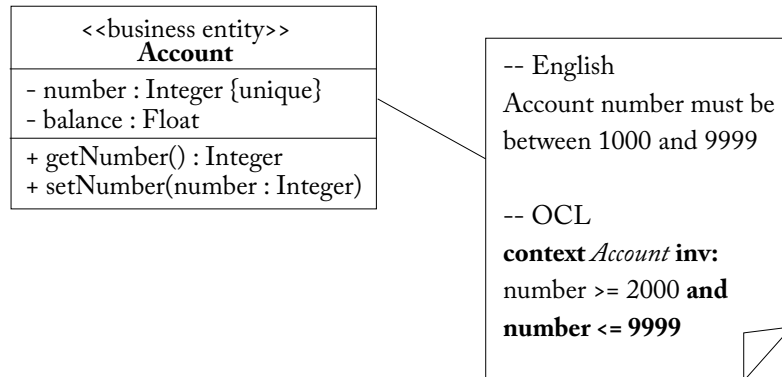 <<business entity>>
Account
- number : Integer {unique}
- balance : Float
+ getNumber() : Integer
+ setNumber(number : Integer)
-- English
Account number must be
between 1000 and 9999
-- OCL
context Account inv:
number >= 2000 and
number <= 9999